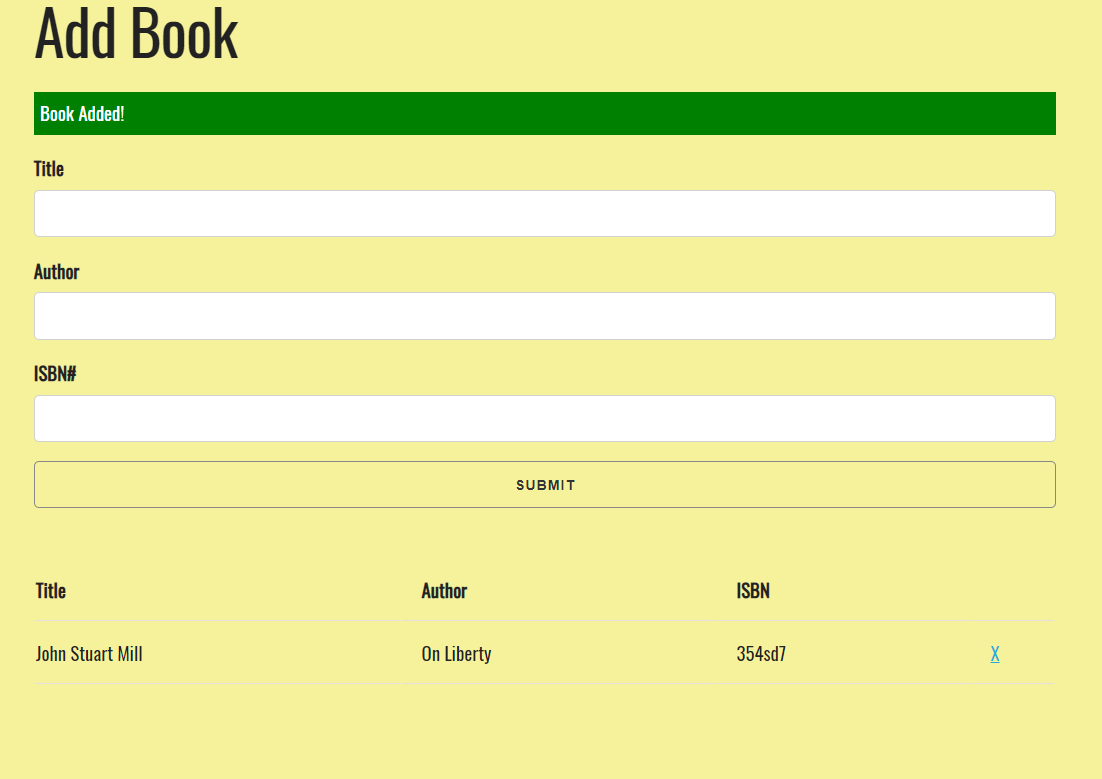 Add Book
Book Added!
Title
Author
ISBN#
SUBMIT
Title Author ISBN
John Stuart Mill On Liberty 354sd7 X